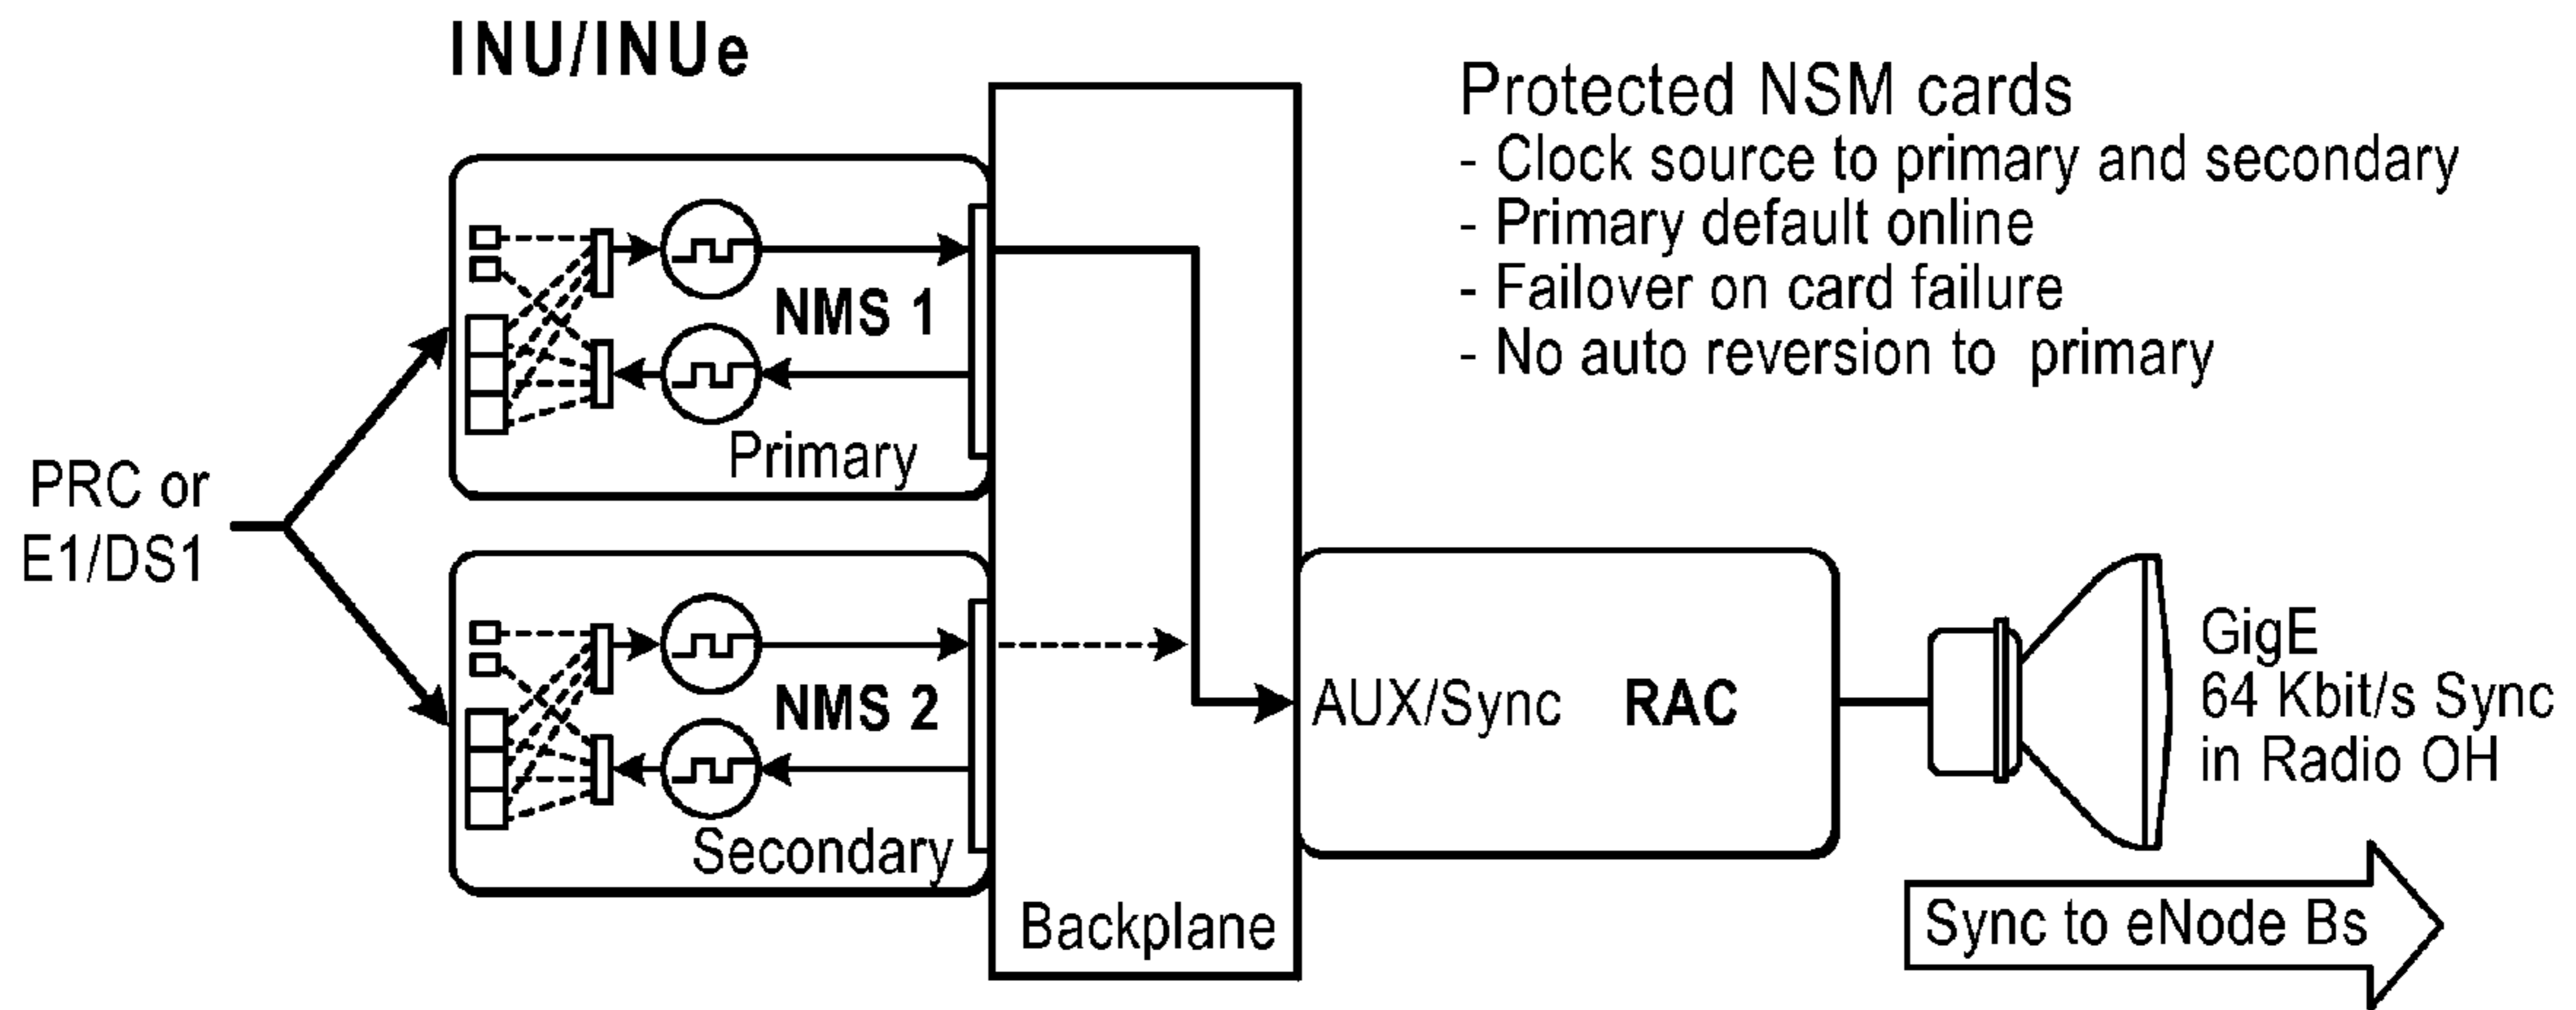 INU/INUe
Protected NSM cards
- Clock source to primary and secondary
- Primary default online
- Failover on card failure
- No auto reversion to primary
NMS 1
Primary
PRC or
E1/DS1
NMS 2
Secondary
Backplane
AUX/Sync RAC
GigE
64 Kbit/s Sync
in Radio OH
Sync to eNode Bs